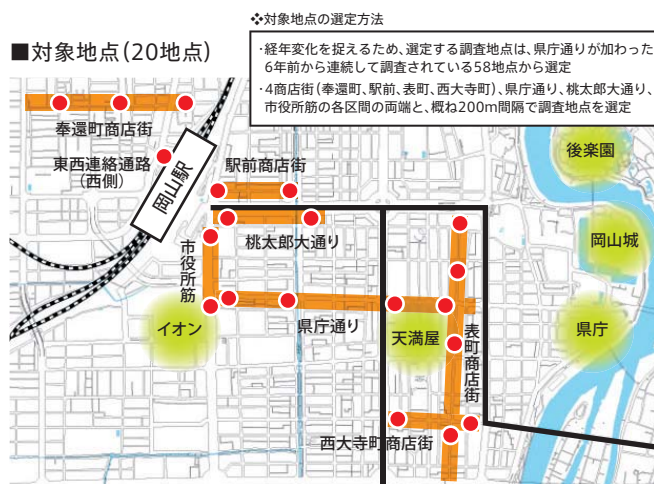 ❖対象地点の選定方法
■対象地点(20地点)
・経年変化を捉えるため、選定する調査地点は、県庁通りが加わった
6年前から連続して調査されている58地点から選定
・4商店街(奉還町、駅前、表町、西大寺町)、県庁通り、桃太郎大通り、
市役所筋の各区間の両端と、概ね200m間隔で調査地点を選定
奉還町商店街
東西連絡通路
(西側)
岡山駅
駅前商店街
後楽園
桃太郎大通り
岡山城
市役所筋
イオン
県庁通り
天満屋
表町商店街
県庁
西大寺町商店街